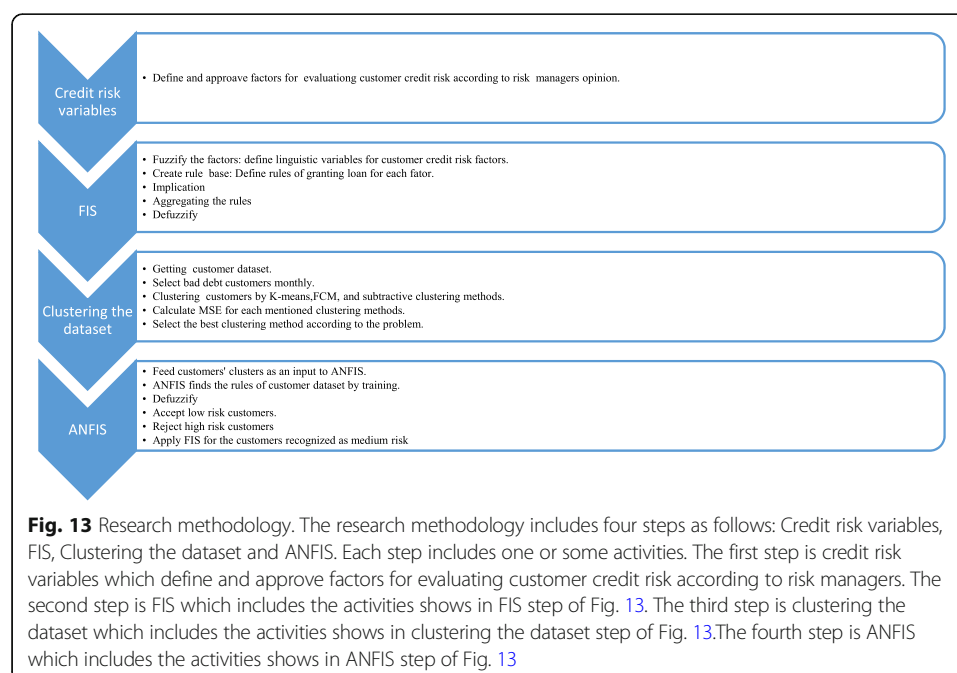 Credit risk
variables
• Define and approave factors for evaluationg customer credit risk according to risk managers opinion.
FIS
• Fuzzify the factors: define linguistic variables for customer credit risk factors.
• Create rule base: Define rules of granting loan for each fator.
• Implication
• Aggregating the rules
• Defuzzify
Clustering the
dataset
• Getting customer dataset.
• Select bad debt customers monthly.
• Clustering customers by K-means,FCM, and subtractive clustering methods.
• Calculate MSE for each mentioned clustering methods.
• Select the best clustering method according to the problem.
ANFIS
• Feed customers' clusters as an input to ANFIS.
• ANFIS finds the rules of customer dataset by training.
• Defuzzify
• Accept low risk customers.
• Reject high risk customers
• Apply FIS for the customers recognized as medium risk
Fig. 13 Research methodology. The research methodology includes four steps as follows: Credit risk variables,
FIS, Clustering the dataset and ANFIS. Each step includes one or some activities. The first step is credit risk
variables which define and approve factors for evaluating customer credit risk according to risk managers. The
second step is FIS which includes the activities shows in FIS step of Fig. 13. The third step is clustering the
dataset which includes the activities shows in clustering the dataset step of Fig. 13.The fourth step is ANFIS
which includes the activities shows in ANFIS step of Fig. 13